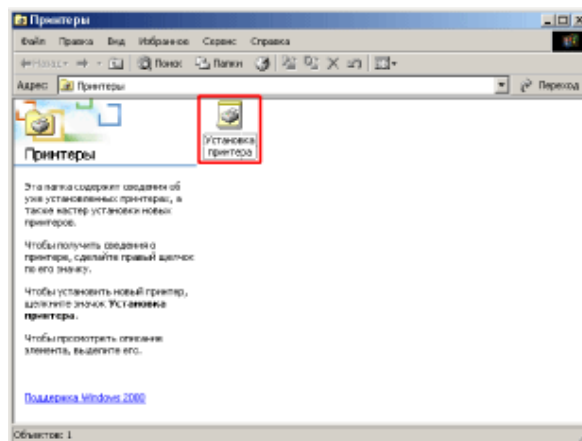 Принтеры
Файл Правка Вид Избранное Сервис Справка
Назад Поиск Папки
Адрес: Принтеры Переход
Установка
принтера
Принтеры
Эта папка содержит сведения об
уже установленных принтерах, а
также мастер установки новых
принтеров.
Чтобы получить сведения о
принтере, сделайте правый щелчок
по его значку.
Чтобы установить новый принтер,
щелкните значок Установка
принтера.
Чтобы просмотреть описание
элемента, выделите его.
Поддержка Windows 2000
Объектов: 1